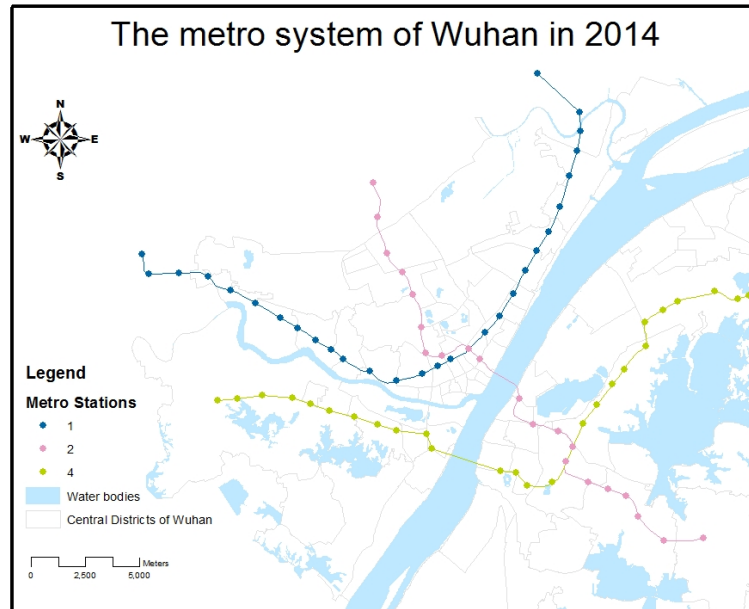 The metro system of Wuhan in 2014
N
W E
S
Legend
Metro Stations
1
2
4
Water bodies
Central Districts of Wuhan
Meters
0 2,500 5,000